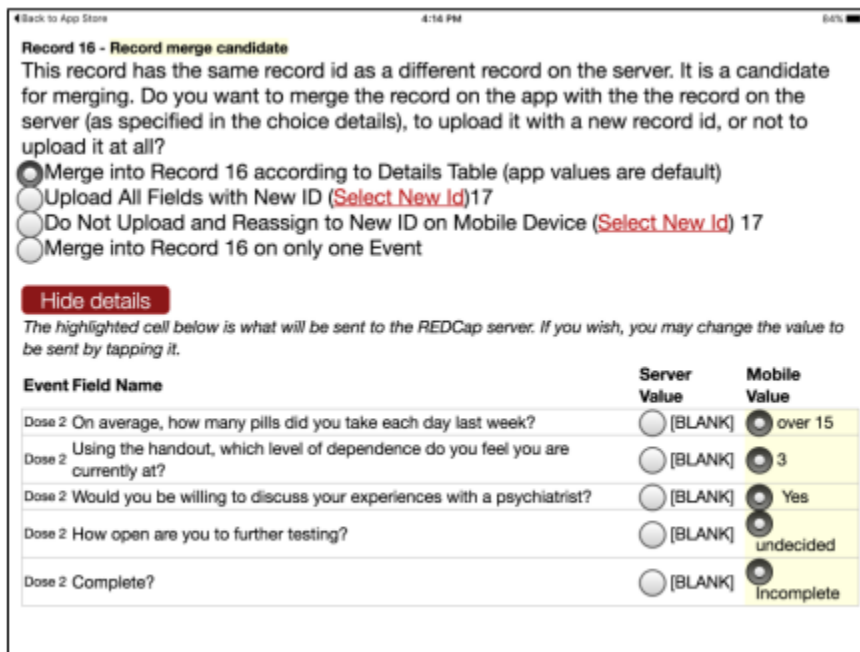 Back to App Store 4:14 PM 84%
Record 16 - Record merge candidate
This record has the same record id as a different record on the server. It is a candidate
for merging. Do you want to merge the record on the app with the the record on the
server (as specified in the choice details), to upload it with a new record id, or not to
upload it at all?
Merge into Record 16 according to Details Table (app values are default)
Upload All Fields with New ID (Select New Id)17
Do Not Upload and Reassign to New ID on Mobile Device (Select New Id) 17
Merge into Record 16 on only one Event
Hide details
The highlighted cell below is what will be sent to the REDCap server. If you wish, you may change the value to
be sent by tapping it.
Event Field Name Server Value Mobile Value
Dose 2 On average, how many pills did you take each day last week? [BLANK] over 15
Dose 2 Using the handout, which level of dependence do you feel you are
currently at? [BLANK] 3
Dose 2 Would you be willing to discuss your experiences with a psychiatrist? [BLANK] Yes
Dose 2 How open are you to further testing? [BLANK] undecided
Dose 2 Complete? [BLANK] Incomplete